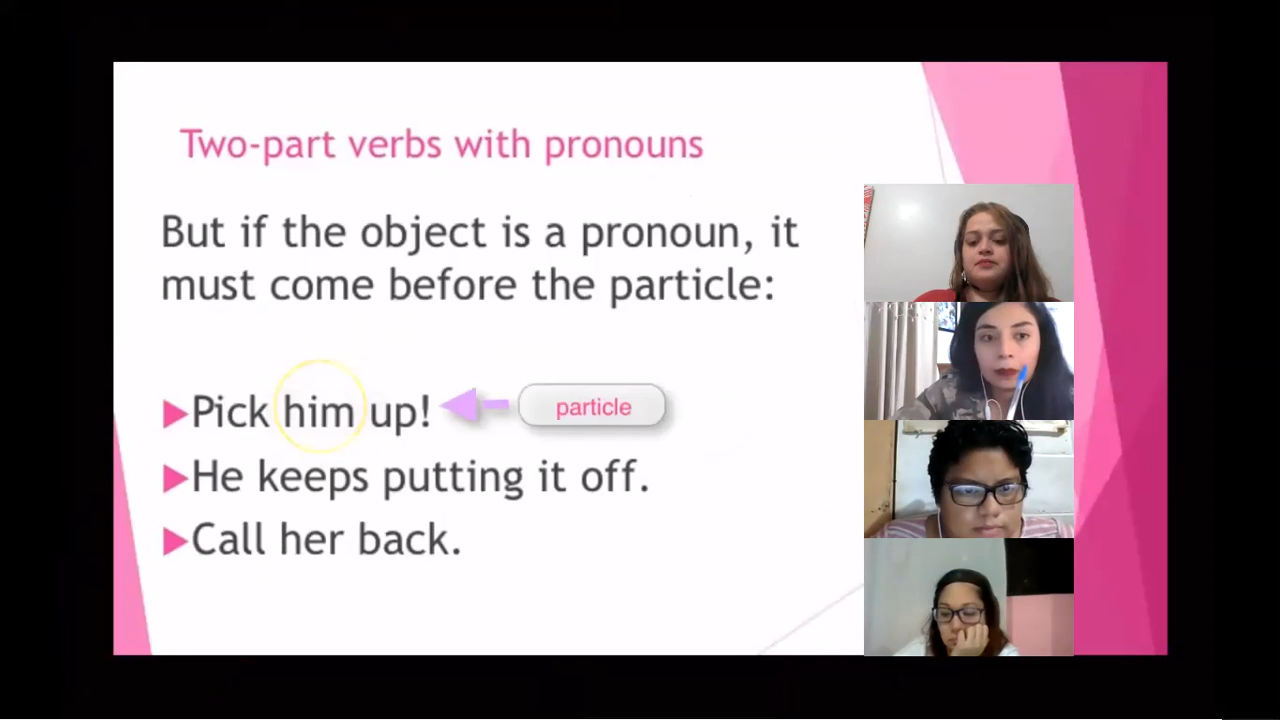 Two-part verbs with pronouns
But if the object is a pronoun, it
must come before the particle:
Pick him up!
particle
He keeps putting it off.
Call her back.